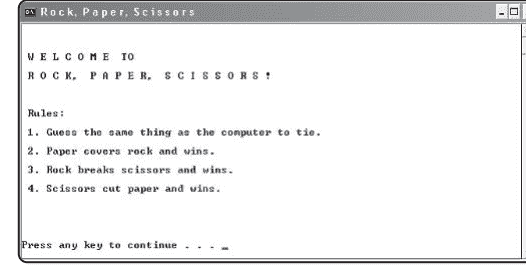 Rock, Paper, Scissors
W E L C O M E  TO
R O C K,  P A P E R,  S C I S S O R S !
Rules:
1. Guess the same thing as the computer to tie.
2. Paper covers rock and wins.
3. Rock breaks scissors and wins.
4. Scissors cut paper and wins.
Press any key to continue . . . _